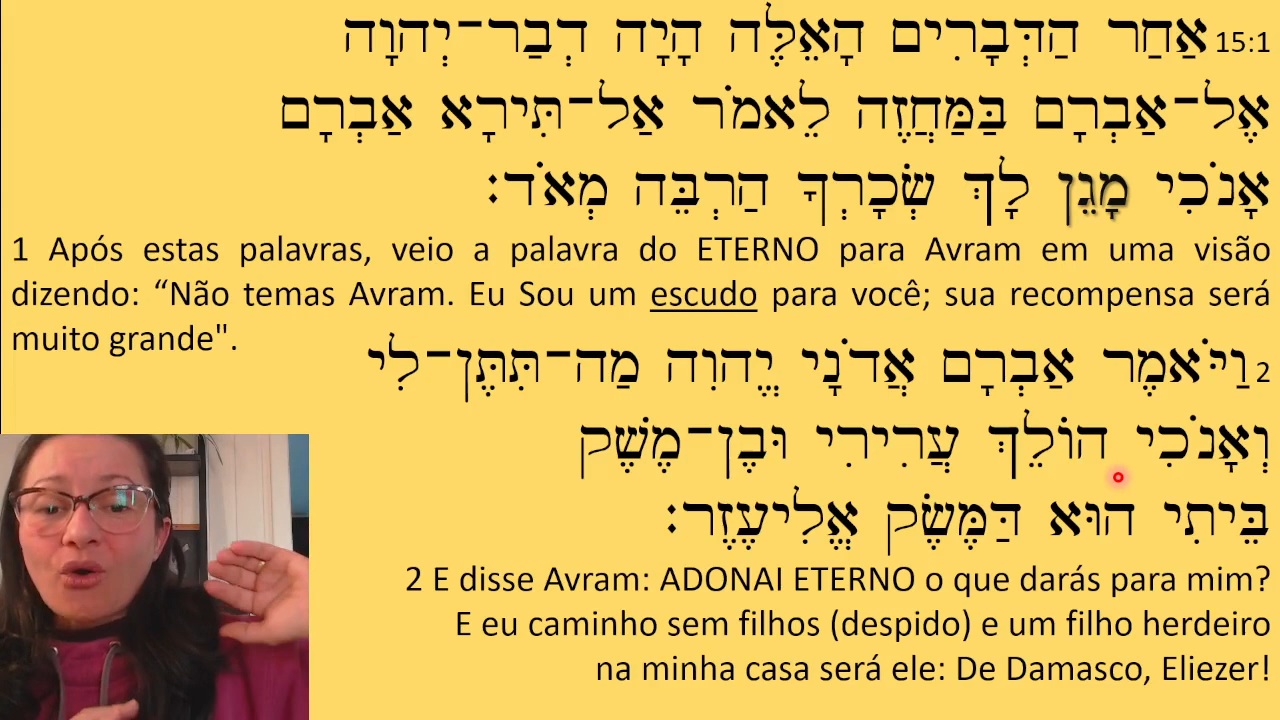 15:1 אַחַר הַדְּבָרִים הָאֵלֶּה הָיָה דְבַר־יְהוָה
אֶל־אַבְרָם בַּמַּחֲזֶה לֵאמֹר אַל־תִּירָא אַבְרָם
אָנֹכִי מָגֵן לָךְ שְׂכָרְךָ הַרְבֵּה מְאֹד׃
1 Após estas palavras, veio a palavra do ETERNO para Avram em uma visão
dizendo: “Não temas Avram. Eu Sou um escudo para você; sua recompensa será
muito grande".
2 וַיֹּאמֶר אַבְרָם אֲדֹנָי יֱהוִה מַה־תִּתֶּן־לִי
וְאָנֹכִי הוֹלֵךְ עֲרִירִי וּבֶן־מֶשֶׁק
בֵּיתִי הוּא דַּמֶּשֶׂק אֱלִיעֶזֶר׃
2 E disse Avram: ADONAI ETERNO o que darás para mim?
E eu caminho sem filhos (despido) e um filho herdeiro
na minha casa será ele: De Damasco, Eliezer!